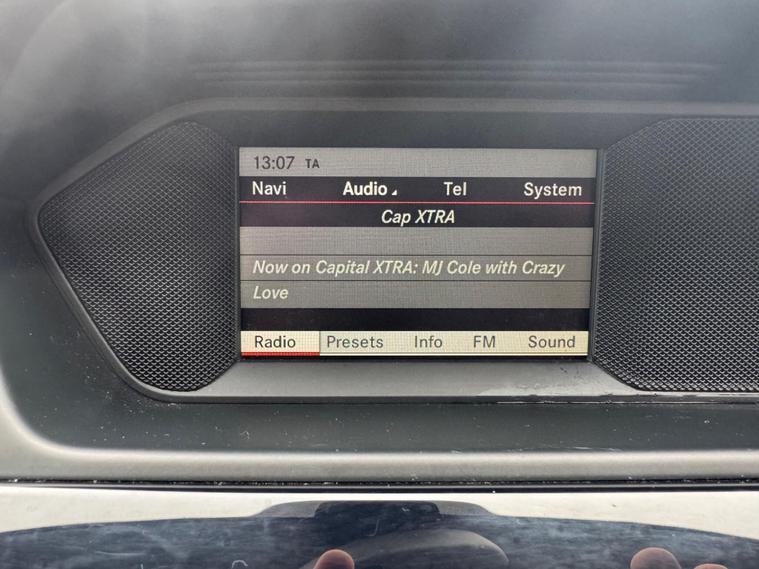 13:07 TA
Navi Audio Tel System
Cap XTRA
Now on Capital XTRA: MJ Cole with Crazy
Love
Radio Presets Info FM Sound